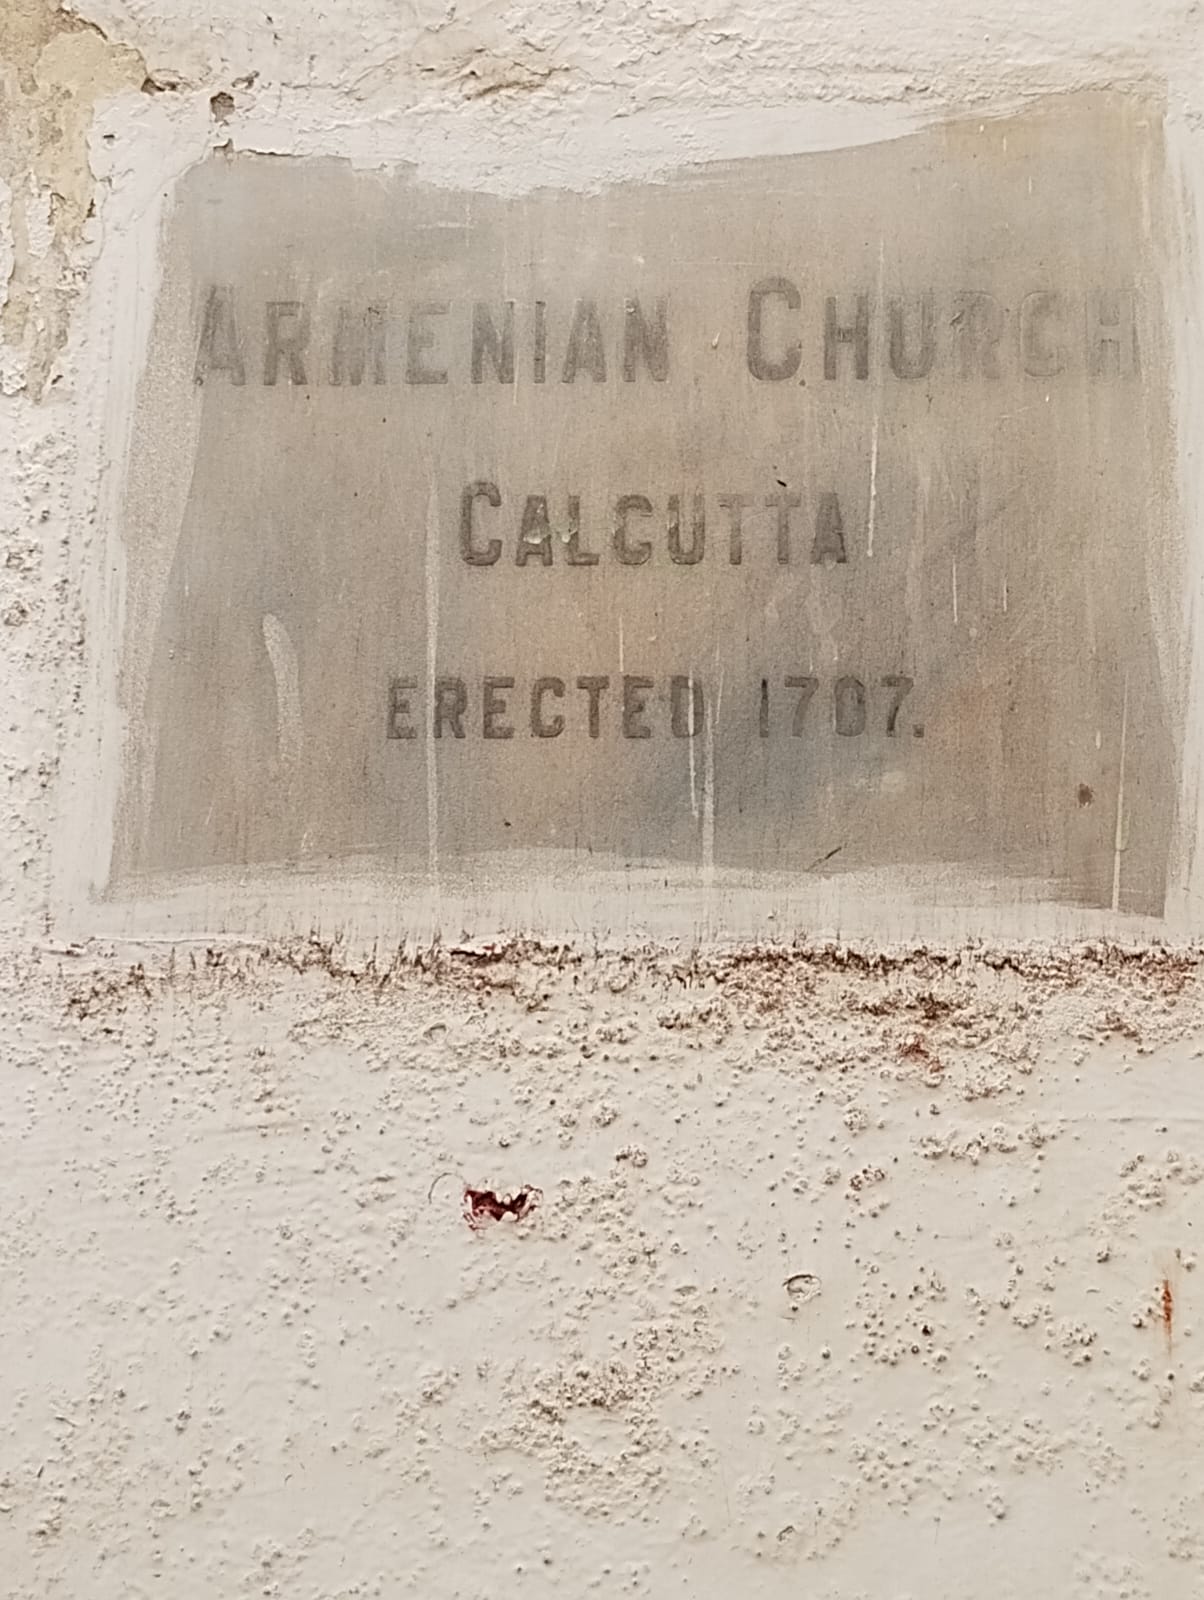 ARMENIAN CHURCH
CALCUTTA
ERECTED 1707.